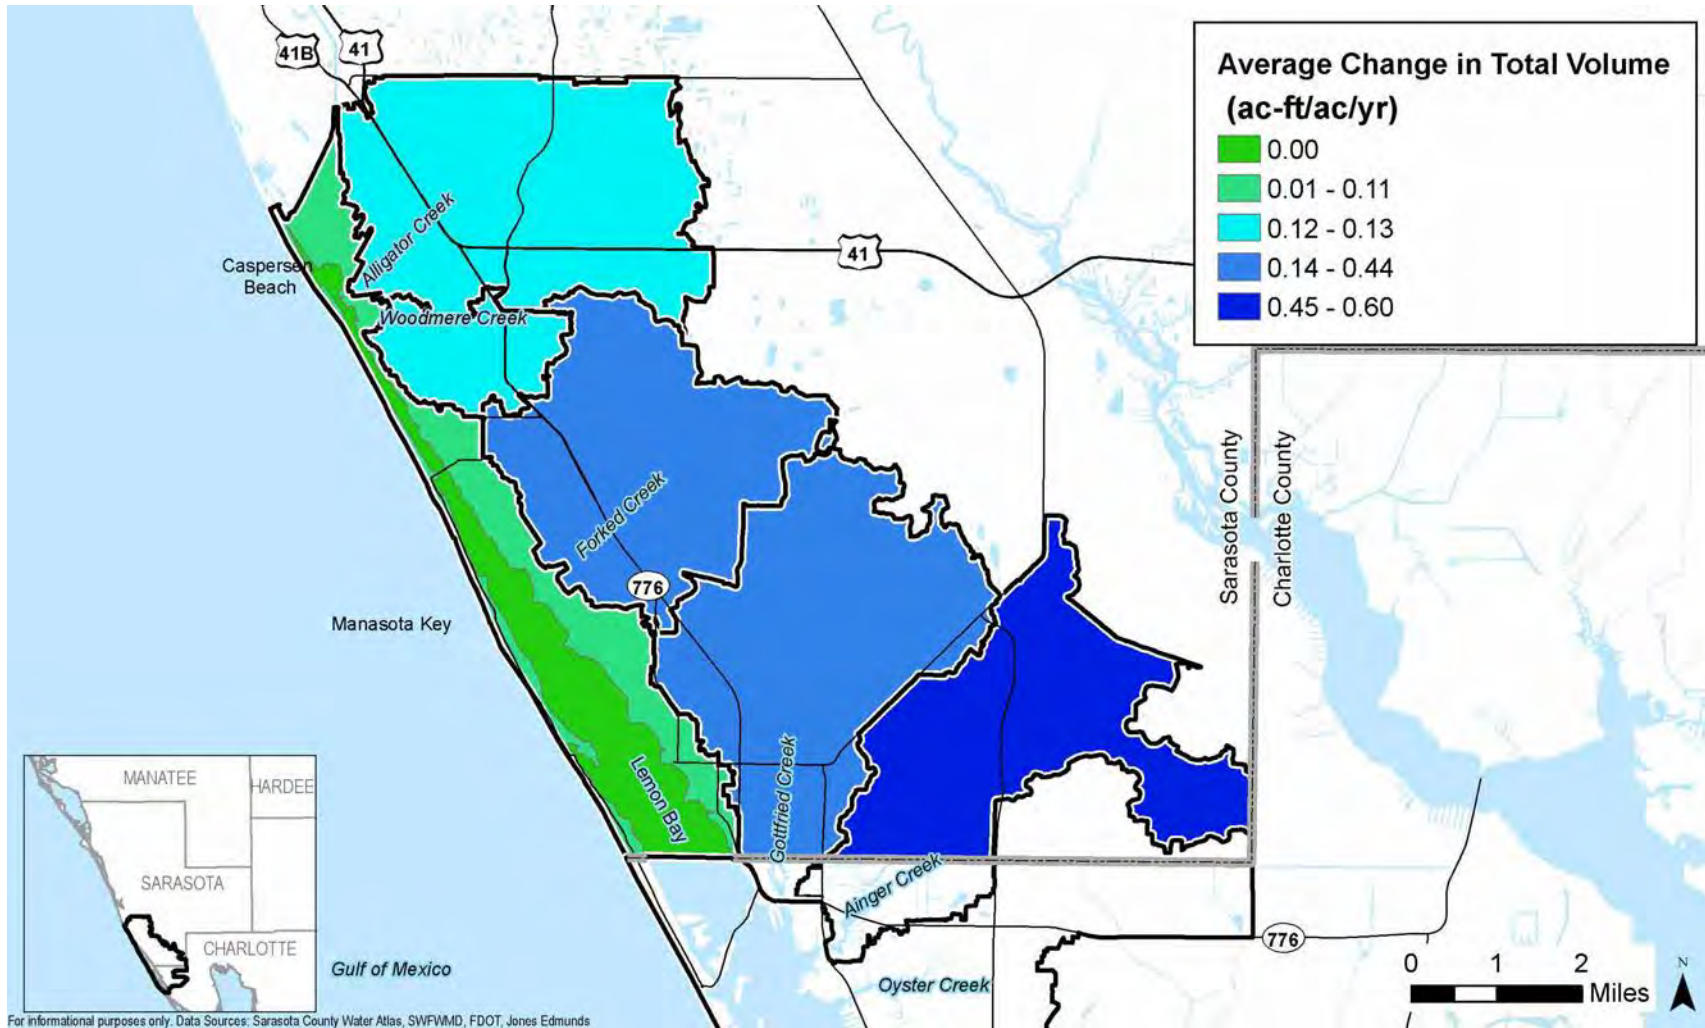 41B
41
Average Change in Total Volume
(ac-ft/ac/yr)
0.00
0.01 - 0.11
0.12 - 0.13
0.14 - 0.44
0.45 - 0.60
Alligator Creek
41
Caspersen
Beach
Woodmere Creek
Sarasota County
Charlotte County
Forked Creek
776
Manasota Key
Lemon Bay
Gottfried Creek
MANATEE
HARDEE
SARASOTA
CHARLOTTE
Ainger Creek
776
Gulf of Mexico
Oyster Creek
0 1 2
Miles
N
For informational purposes only. Data Sources: Sarasota County Water Atlas, SWFWMD, FDOT, Jones Edmunds